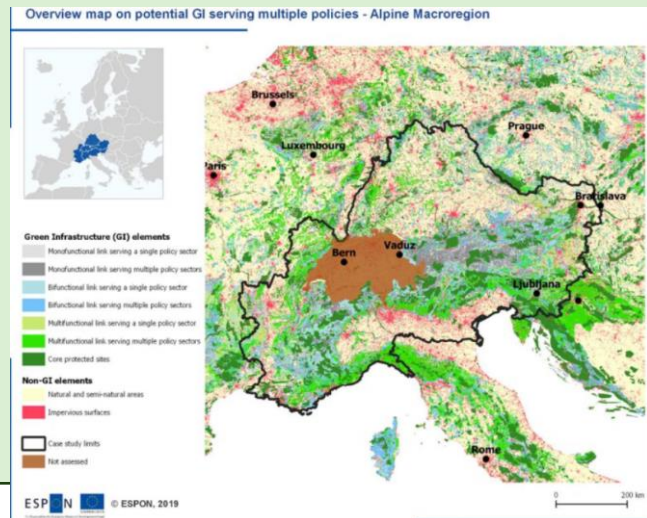 Overview map on potential GI serving multiple policies - Alpine Macroregion
Brussels
Prague
Luxembourg
Paris
Bratislava
Bern
Vaduz
Ljubljana
Rome
Green Infrastructure (GI) elements
Monofunctional link serving a single policy sector
Monofunctional link serving multiple policy sectors
Bifunctional link serving a single policy sector
Bifunctional link serving multiple policy sectors
Multifunctional link serving a single policy sector
Multifunctional link serving multiple policy sectors
Core protected sites
Non-GI elements
Natural and semi-natural areas
Impervious surfaces
Case study limits
Not assessed
ESPON © ESPON, 2019
0 200 km